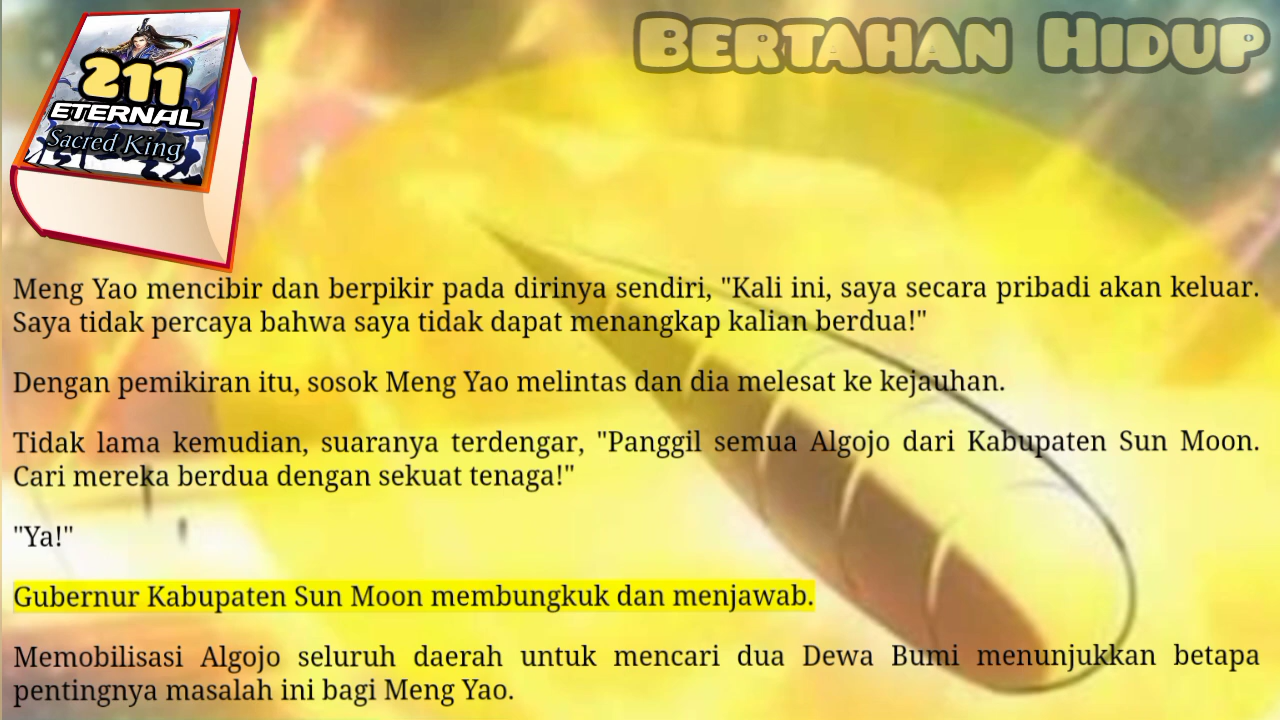 Bertahan Hidup
211
ETERNAL
Sacred King
Meng Yao mencibir dan berpikir pada dirinya sendiri, "Kali ini, saya secara pribadi akan keluar.
Saya tidak percaya bahwa saya tidak dapat menangkap kalian berdua!"
Dengan pemikiran itu, sosok Meng Yao melintas dan dia melesat ke kejauhan.
Tidak lama kemudian, suaranya terdengar, "Panggil semua Algojo dari Kabupaten Sun Moon.
Cari mereka berdua dengan sekuat tenaga!"
"Ya!"
Gubernur Kabupaten Sun Moon membungkuk dan menjawab.
Memobilisasi Algojo seluruh daerah untuk mencari dua Dewa Bumi menunjukkan betapa
pentingnya masalah ini bagi Meng Yao.